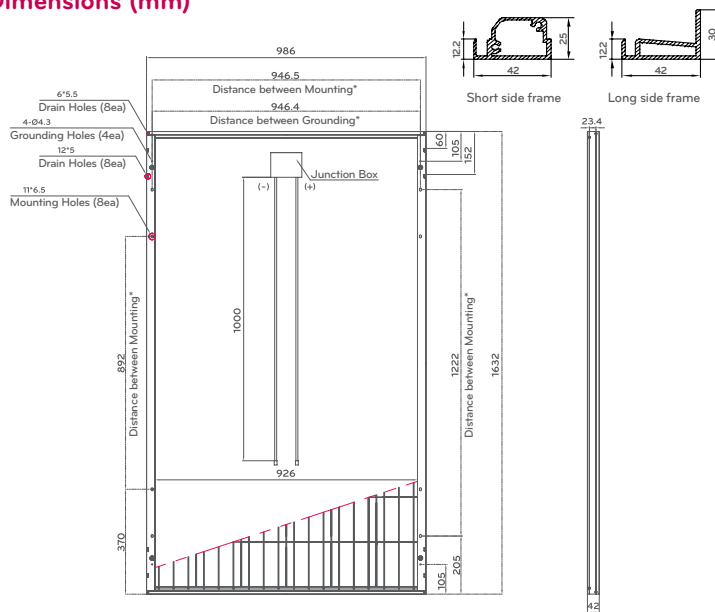 Dimensions (mm)
986
946.5
Distance between Mounting*
946.4
Distance between Grounding*
6*5.5
Drain Holes (8ea)
4-Ø4.3
Grounding Holes (4ea)
12*5
Drain Holes (8ea)
11*6.5
Mounting Holes (8ea)
60
105
152
Junction Box
(-)
(+)
1000
892
Distance between Mounting*
370
926
1222
Distance between Mounting*
1632
205
105
12.2
25
42
Short side frame
12.2
30
42
Long side frame
23.4
42